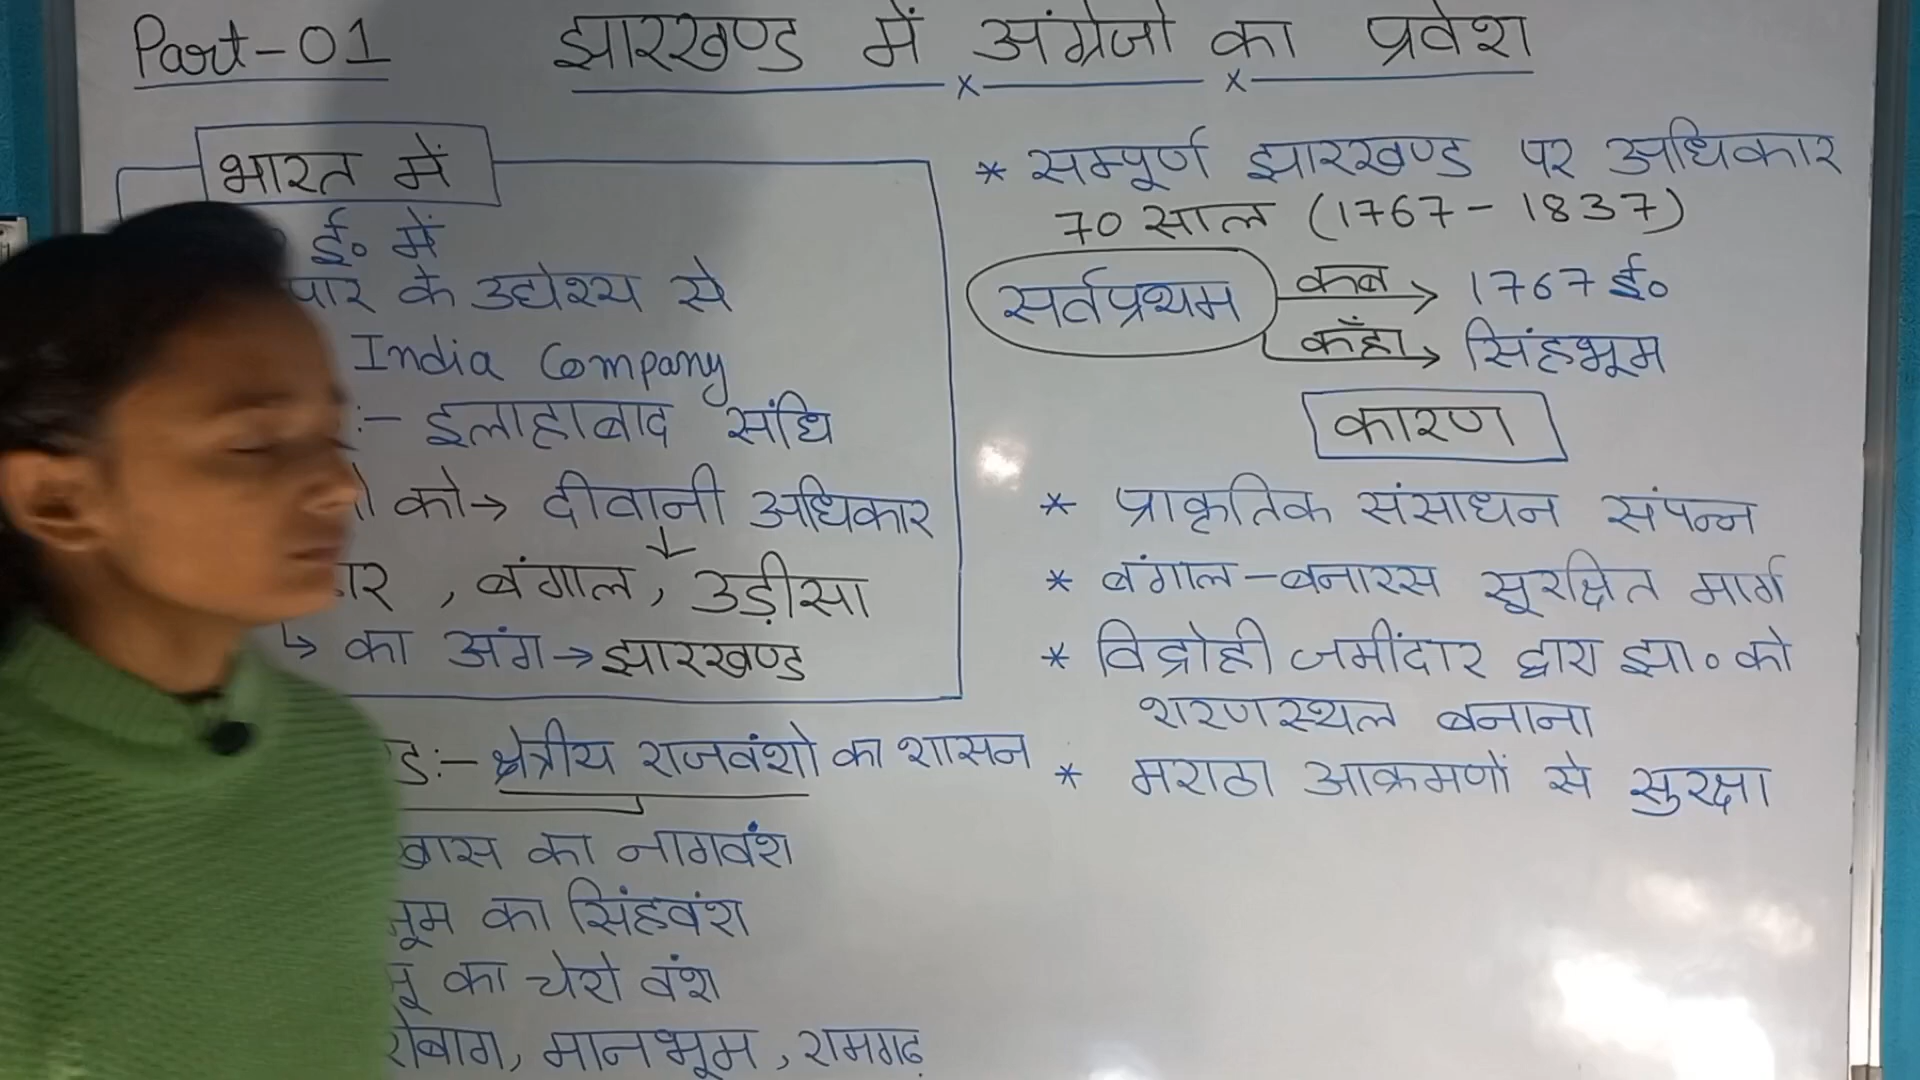 Part-01 झारखण्ड में अंग्रेजो का प्रवेश
भारत में
ई० में
के उद्येश्य से
India Company
:- इलाहाबाद संधि
को→ दीवानी अधिकार
, बंगाल, उड़ीसा
↳ का अंग→झारखण्ड
:- क्षेत्रीय राजवंशो का शासन
का नागवंश
का सिंहवंश
का चेरो वंश
, मानभूम, रामगढ़
* सम्पूर्ण झारखण्ड पर अधिकार
70 साल (1767-1837)
सर्वप्रथम
कब → 1767 ई०
कहाँ → सिंहभूम
कारण
* प्राकृतिक संसाधन संपन्न
* बंगाल-बनारस सुरक्षित मार्ग
* विद्रोही जमींदार द्वारा झा० को
शरणस्थल बनाना
* मराठा आक्रमणों से सुरक्षा